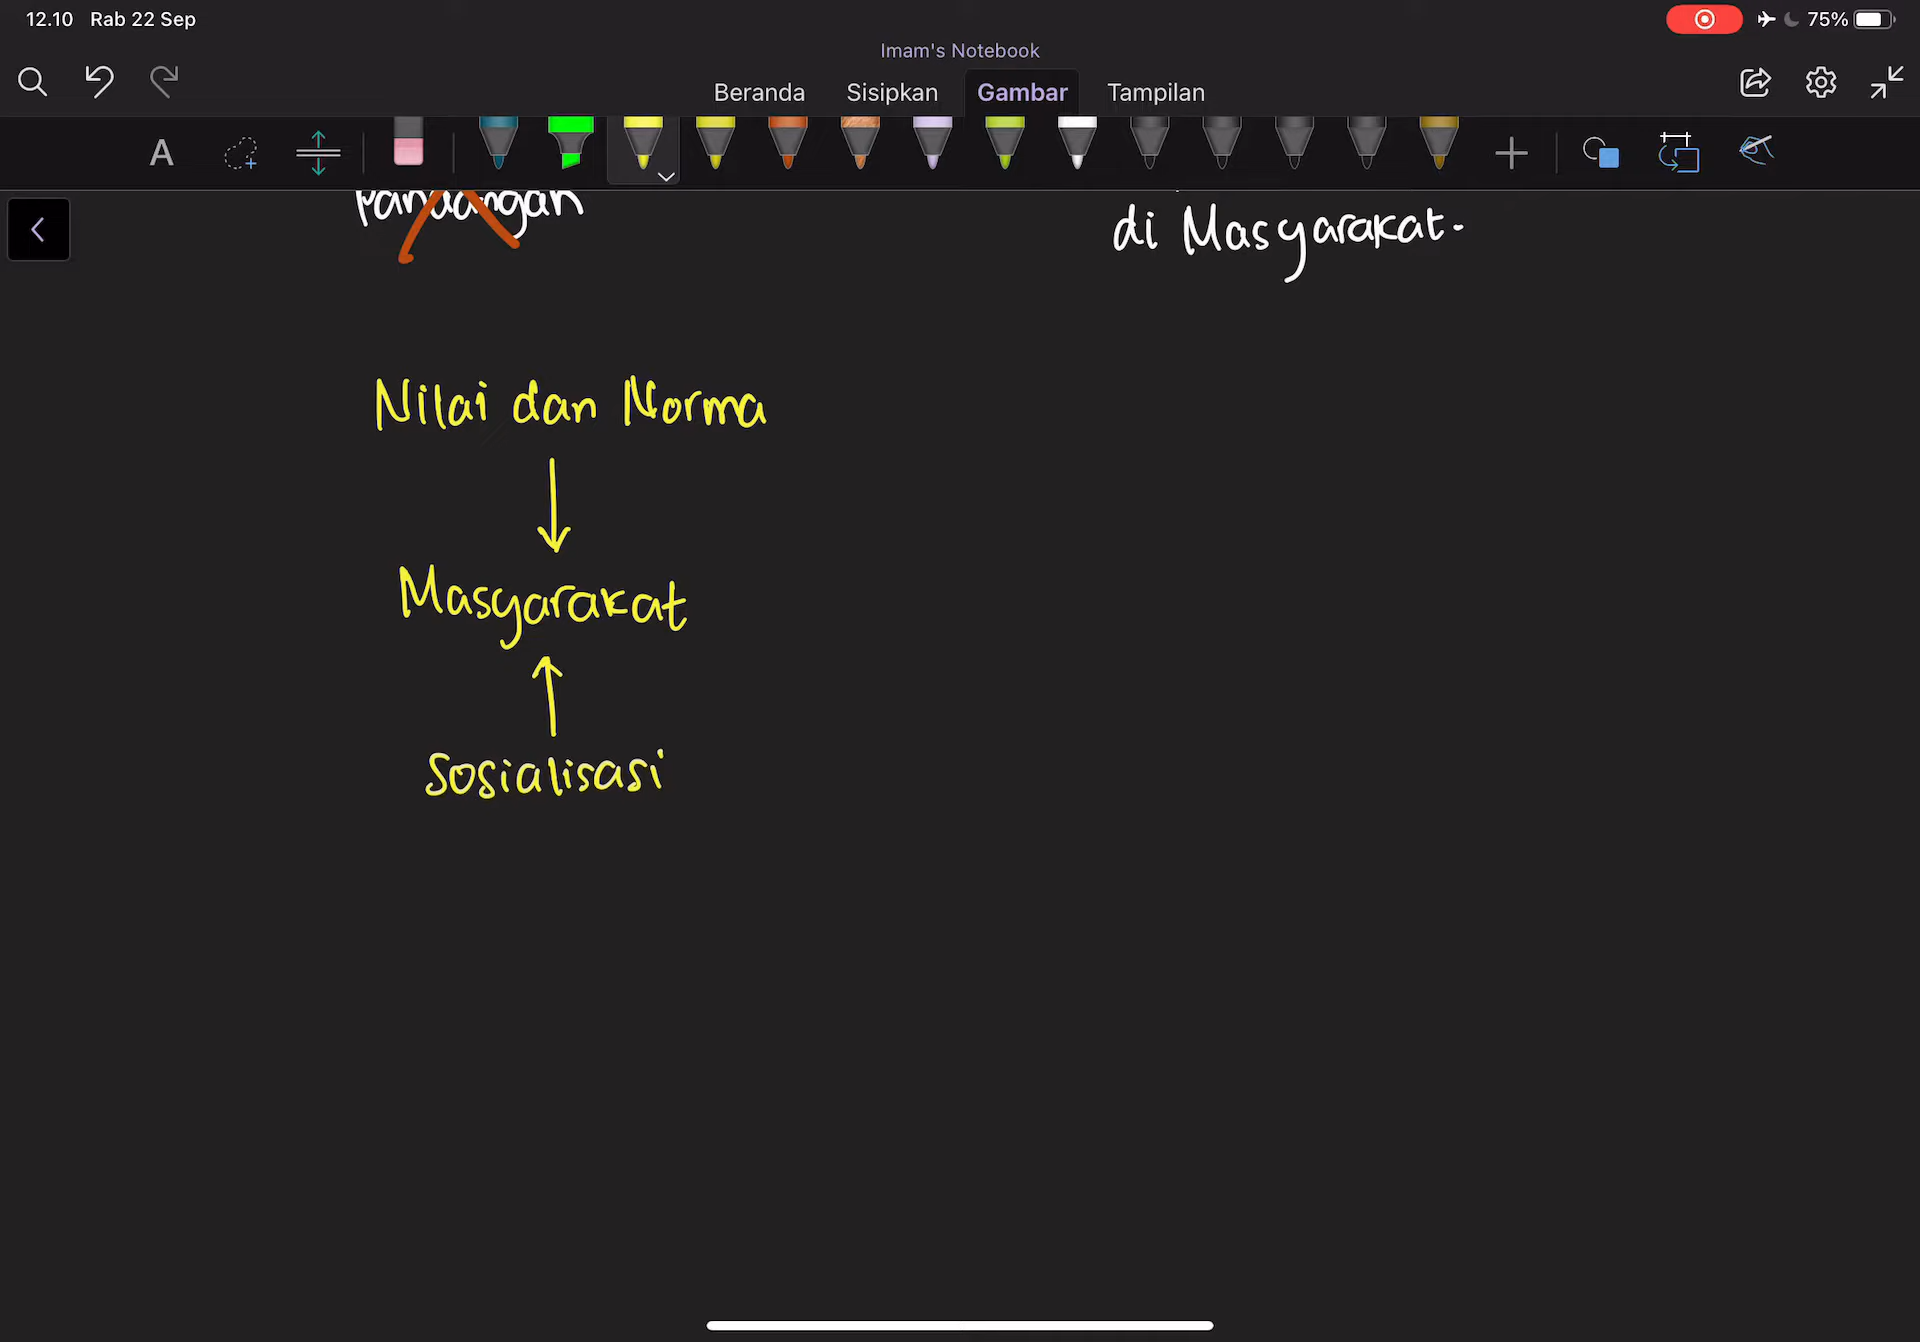 12.10 Rab 22 Sep 75%
Imam's Notebook
Beranda Sisipkan Gambar Tampilan
A
Pandangan
di Masyarakat.
Nilai dan Norma
Masyarakat
Sosialisasi